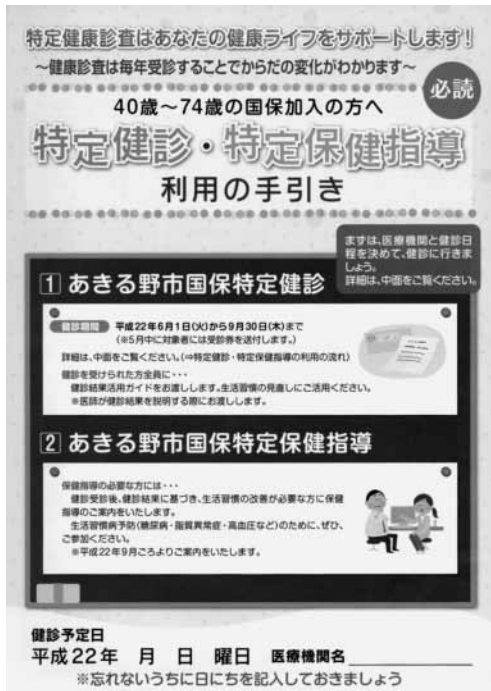 特定健康診査はあなたの健康ライフをサポートします!
〜健康診査は毎年受診することでからだの変化がわかります〜
必読
40歳〜74歳の国保加入の方へ
特定健診・特定保健指導
利用の手引き
まずは、医療機関と健診日
程を決めて、健診に行きま
しょう。
詳細は、中面をご覧ください。
1 あきる野市国保特定健診
健診期間 平成22年6月1日(火)から9月30日(木)まで
(※5月中に対象者には受診券を送付します。)
詳細は、中面をご覧ください。(⇒特定健診・特定保健指導の利用の流れ)
健診を受けられた方全員に・・・
健診結果活用ガイドをお渡しします。生活習慣の見直しにご活用ください。
※医師が健診結果を説明する際にお渡しします。
2 あきる野市国保特定保健指導
保健指導の必要な方には・・・
健診受診後、健診結果に基づき、生活習慣の改善が必要な方に保健
指導のご案内をいたします。
生活習慣病予防(糖尿病・脂質異常症・高血圧など)のために、ぜひ、
ご参加ください。
※平成22年9月ごろよりご案内をいたします。
健診予定日
平成22年 月 日 曜日 医療機関名
※忘れないうちに日にちを記入しておきましょう